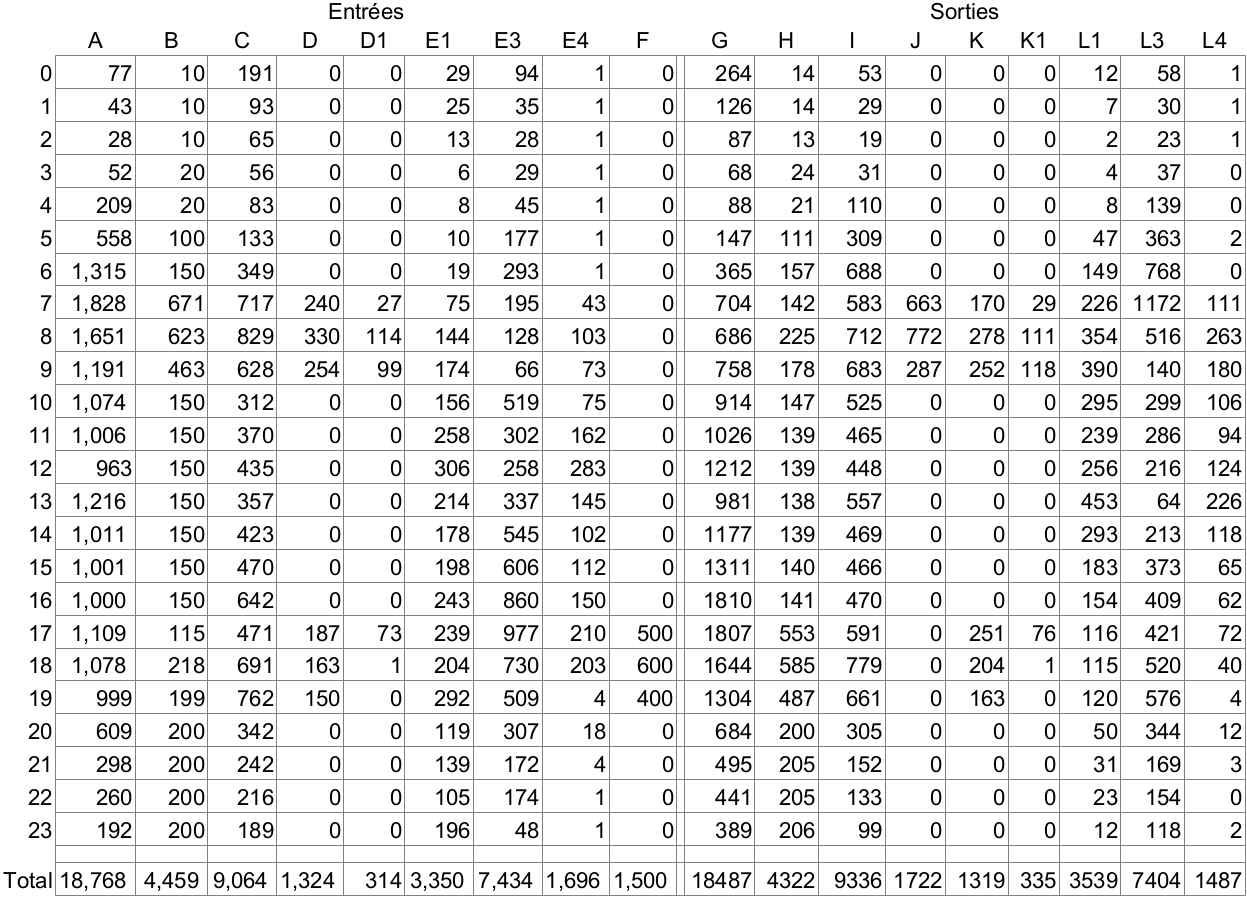 Entrées Sorties
A B C D D1 E1 E3 E4 F G H I J K K1 L1 L3 L4
0 77 10 191 0 0 29 94 1 0 264 14 53 0 0 0 12 58 1
1 43 10 93 0 0 25 35 1 0 126 14 29 0 0 0 7 30 1
2 28 10 65 0 0 13 28 1 0 87 13 19 0 0 0 2 23 1
3 52 20 56 0 0 6 29 1 0 68 24 31 0 0 0 4 37 0
4 209 20 83 0 0 8 45 1 0 88 21 110 0 0 0 8 139 0
5 558 100 133 0 0 10 177 1 0 147 111 309 0 0 0 47 363 2
6 1,315 150 349 0 0 19 293 1 0 365 157 688 0 0 0 149 768 0
7 1,828 671 717 240 27 75 195 43 0 704 142 583 663 170 29 226 1172 111
8 1,651 623 829 330 114 144 128 103 0 686 225 712 772 278 111 354 516 263
9 1,191 463 628 254 99 174 66 73 0 758 178 683 287 252 118 390 140 180
10 1,074 150 312 0 0 156 519 75 0 914 147 525 0 0 0 295 299 106
11 1,006 150 370 0 0 258 302 162 0 1026 139 465 0 0 0 239 286 94
12 963 150 435 0 0 306 258 283 0 1212 139 448 0 0 0 256 216 124
13 1,216 150 357 0 0 214 337 145 0 981 138 557 0 0 0 453 64 226
14 1,011 150 423 0 0 178 545 102 0 1177 139 469 0 0 0 293 213 118
15 1,001 150 470 0 0 198 606 112 0 1311 140 466 0 0 0 183 373 65
16 1,000 150 642 0 0 243 860 150 0 1810 141 470 0 0 0 154 409 62
17 1,109 115 471 187 73 239 977 210 500 1807 553 591 0 251 76 116 421 72
18 1,078 218 691 163 1 204 730 203 600 1644 585 779 0 204 1 115 520 40
19 999 199 762 150 0 292 509 4 400 1304 487 661 0 163 0 120 576 4
20 609 200 342 0 0 119 307 18 0 684 200 305 0 0 0 50 344 12
21 298 200 242 0 0 139 172 4 0 495 205 152 0 0 0 31 169 3
22 260 200 216 0 0 105 174 1 0 441 205 133 0 0 0 23 154 0
23 192 200 189 0 0 196 48 1 0 389 206 99 0 0 0 12 118 2
Total 18,768 4,459 9,064 1,324 314 3,350 7,434 1,696 1,500 18487 4322 9336 1722 1319 335 3539 7404 1487